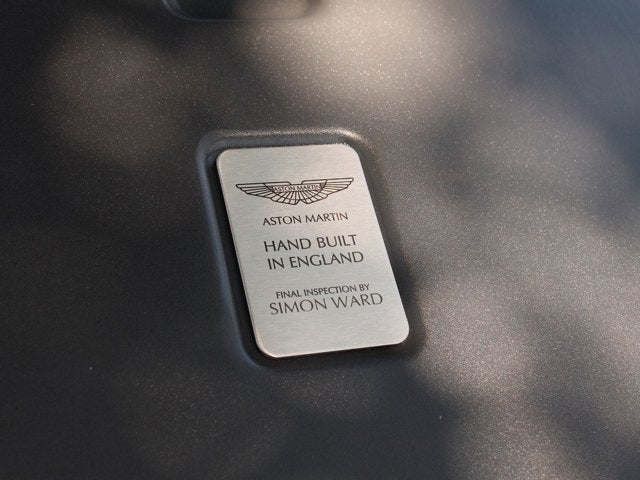 ASTON MARTIN
ASTON MARTIN
HAND BUILT
IN ENGLAND
FINAL INSPECTION BY
SIMON WARD